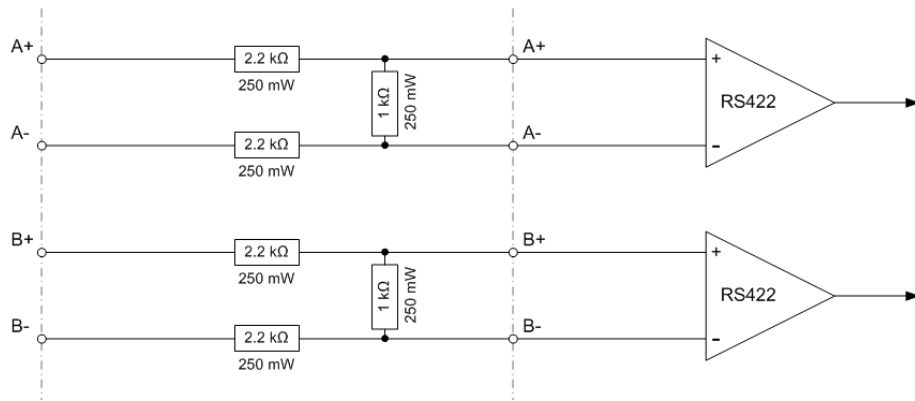 A+
2.2 kΩ
250 mW
1 kΩ
250 mW
A+
+
RS422
A-
2.2 kΩ
250 mW
A-
-
B+
2.2 kΩ
250 mW
1 kΩ
250 mW
B+
+
RS422
B-
2.2 kΩ
250 mW
B-
-